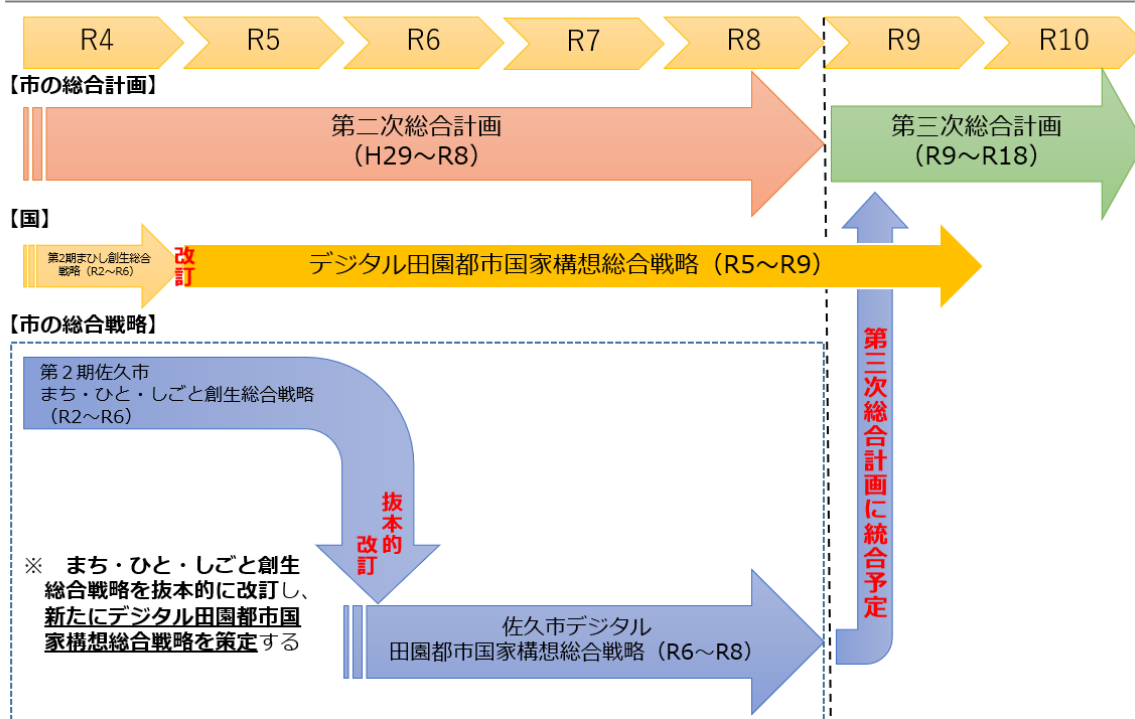 R4
R5
R6
R7
R8
R9
R10
【市の総合計画】
第二次総合計画
（H29～R8）
第三次総合計画
（R9～R18）
【国】
第2期まひし創生総合
戦略（R2～R6）
改訂
デジタル田園都市国家構想総合戦略（R5～R9）
【市の総合戦略】
第２期佐久市
まち・ひと・しごと創生総合戦略
（R2～R6）
抜本的
改訂
※　まち・ひと・しごと創生
総合戦略を抜本的に改訂し、
新たにデジタル田園都市国
家構想総合戦略を策定する
佐久市デジタル
田園都市国家構想総合戦略（R6～R8）
第三次総合計画に統合予定